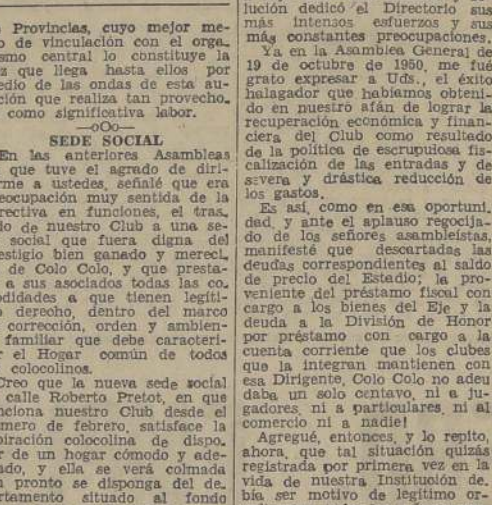 Provincias, cuyo mejor me-
o de vinculación con el orga.
smo central lo constituye la
z que llega hasta ellos por
edio de las ondas de esta au-
ción que realiza tan provecho.
como significativa labor.
—oOo—
SEDE SOCIAL
En las anteriores Asambleas
que tuve el agrado de diri-
rme a ustedes, señalé que era
eocupación muy sentida de la
rectiva en funciones, el tras.
do de nuestro Club a una se-
social que fuera digna del
estigio bien ganado y mereci.
de Colo Colo, y que presta-
a sus asociados todas las co.
odidades a que tienen legíti-
o derecho, dentro del marco
corrección, orden y ambien-
familiar que debe caracteri-
r el Hogar común de todos
colocolinos.
Creo que la nueva sede social
calle Roberto Pretot, en que
nciona nuestro Club desde el
imero de febrero, satisface la
piración colocolina de dispo.
r de un hogar cómodo y ade-
ado, y ella se verá colmada
pronto se disponga del de.
rtamento situado al fondo
lución dedicó el Directorio sus
más intensos esfuerzos y sus
más constantes preocupaciones.
Ya en la Asamblea General de
19 de octubre de 1950, me fué
grato expresar a Uds., el éxito
halagador que habíamos obteni-
do en nuestro afán de lograr la
recuperación económica y finan-
ciera del Club como resultado
de la política de escrupulosa fis-
calización de las entradas y de
severa y drástica reducción de
los gastos.
Es así, como en esa oportuni.
dad, y ante el aplauso regocija-
do de los señores asambleístas,
manifesté que descartadas las
deudas correspondientes al saldo
de precio del Estadio; la pro-
veniente del préstamo fiscal con
cargo a los bienes del Eje y la
deuda a la División de Honor
por préstamo con cargo a la
cuenta corriente que los clubes
que la integran mantienen con
esa Dirigente, Colo Colo no adeu
daba un solo centavo, ni a ju-
gadores, ni a particulares, ni al
comercio ni a nadie!
Agregué, entonces, y lo repito,
ahora, que tal situación quizás
registrada por primera vez en la
vida de nuestra Institución de.
bía ser motivo de legítimo or-